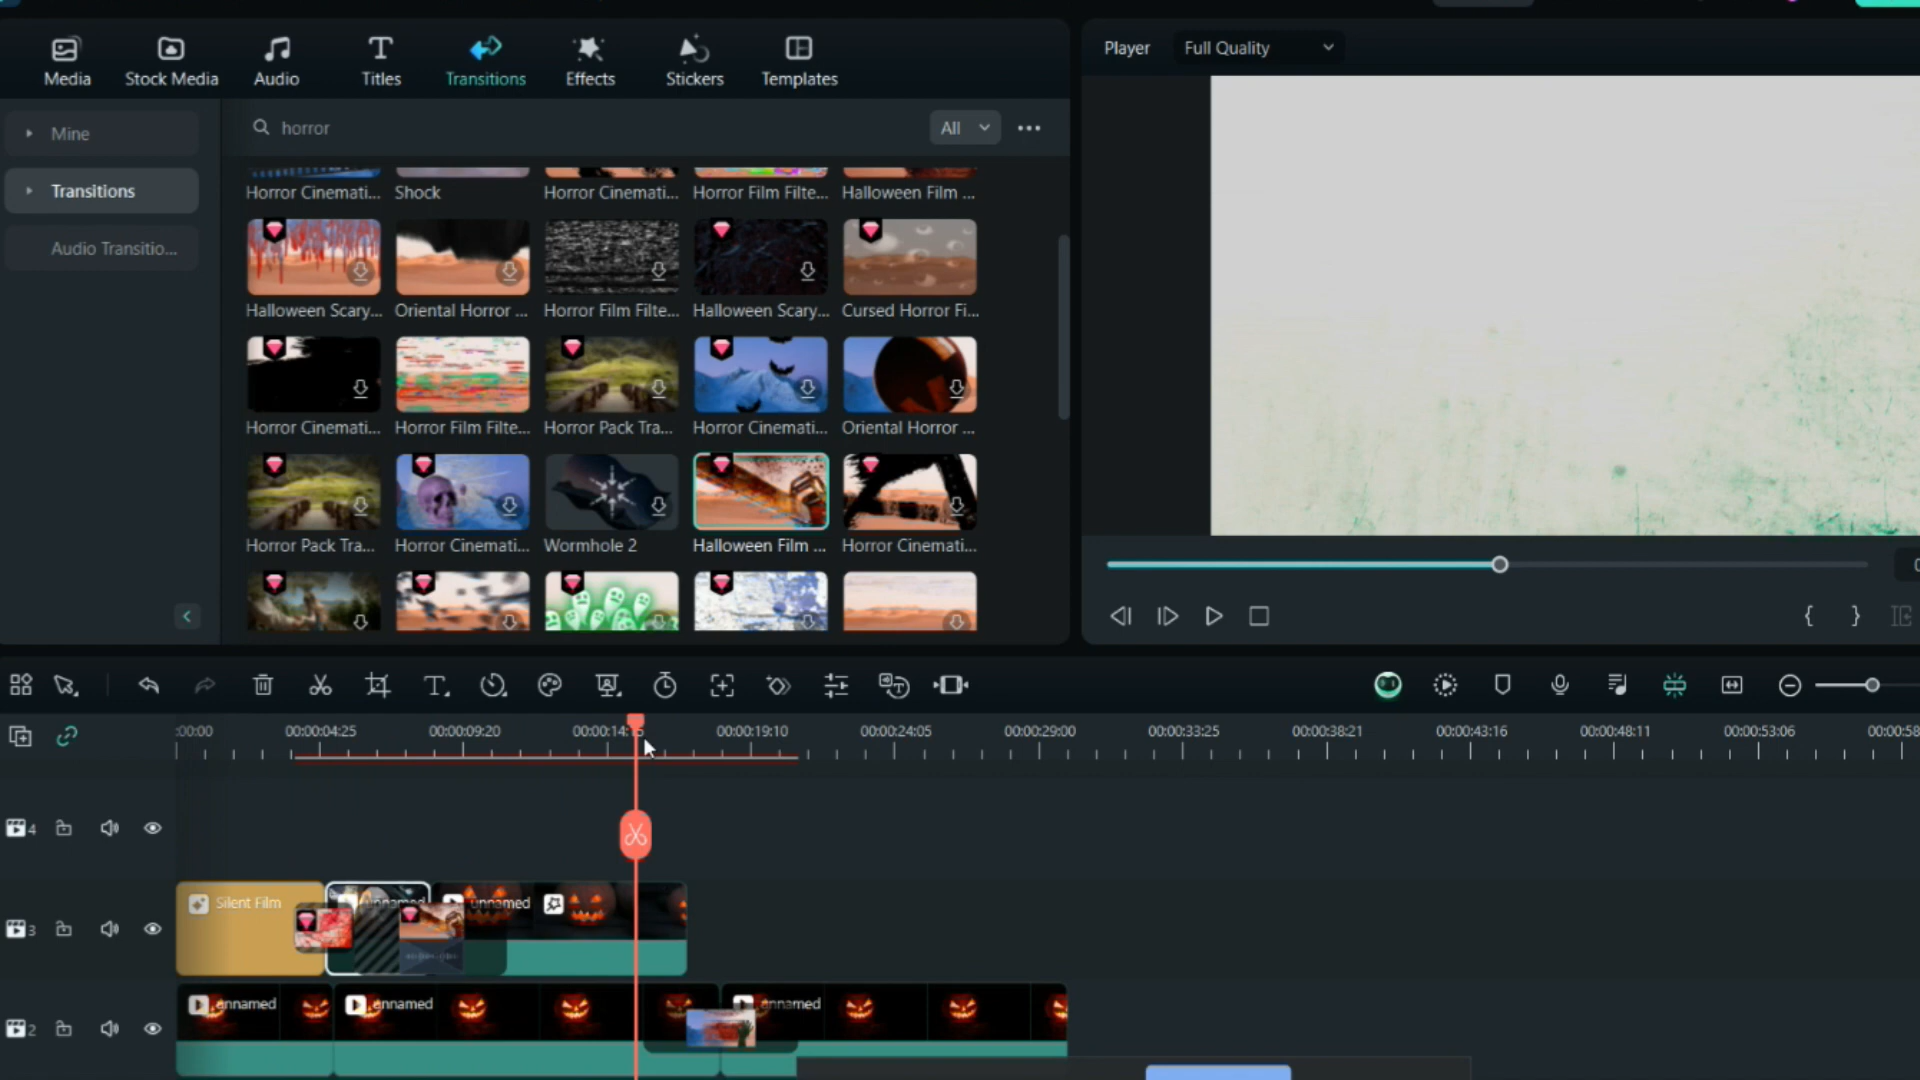 Media
Stock Media
Audio
Titles
Transitions
Effects
Stickers
Templates
Player
Full Quality
Mine
Transitions
Audio Transitio...
horror
All
Horror Cinemati...
Shock
Horror Cinemati...
Horror Film Filte...
Halloween Film ...
Halloween Scary...
Oriental Horror ...
Horror Film Filte...
Halloween Scary...
Cursed Horror Fi...
Horror Cinemati...
Horror Film Filte...
Horror Pack Tra...
Horror Cinemati...
Oriental Horror ...
Horror Pack Tra...
Horror Cinemati...
Wormhole 2
Halloween Film ...
Horror Cinemati...
:00:00
00:00:04:25
00:00:09:20
00:00:14:15
00:00:19:10
00:00:24:05
00:00:29:00
00:00:33:25
00:00:38:21
00:00:43:16
00:00:48:11
00:00:53:06
00:00:58
4
3
Silent Film
unnamed
unnamed
2
unnamed
unnamed
unnamed